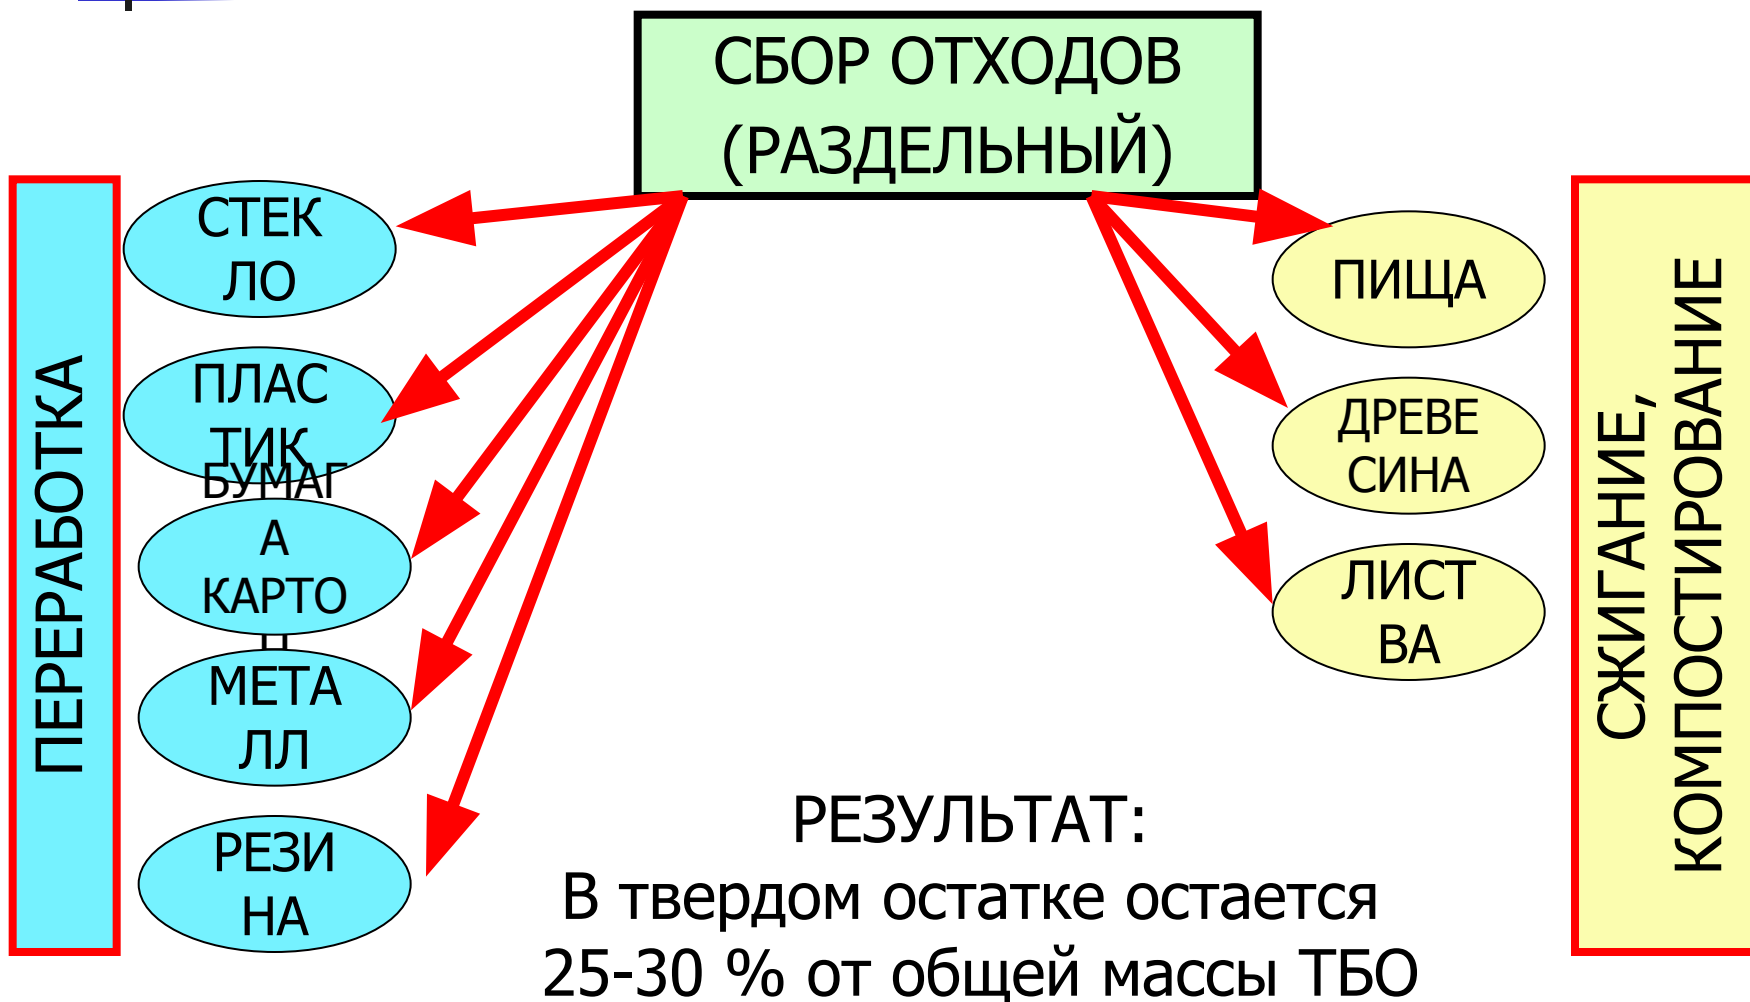 СБОР ОТХОДОВ
(РАЗДЕЛЬНЫЙ)
ПЕРЕРАБОТКА
СТЕК
ЛО
ПЛАС
ТИК
БУМАГ
А
КАРТО
Н
МЕТА
ЛЛ
РЕЗИ
НА
ПИЩА
ДРЕВЕ
СИНА
ЛИСТ
ВА
СЖИГАНИЕ,
КОМПОСТИРОВАНИЕ
РЕЗУЛЬТАТ:
В твердом остатке остается
25-30 % от общей массы ТБО